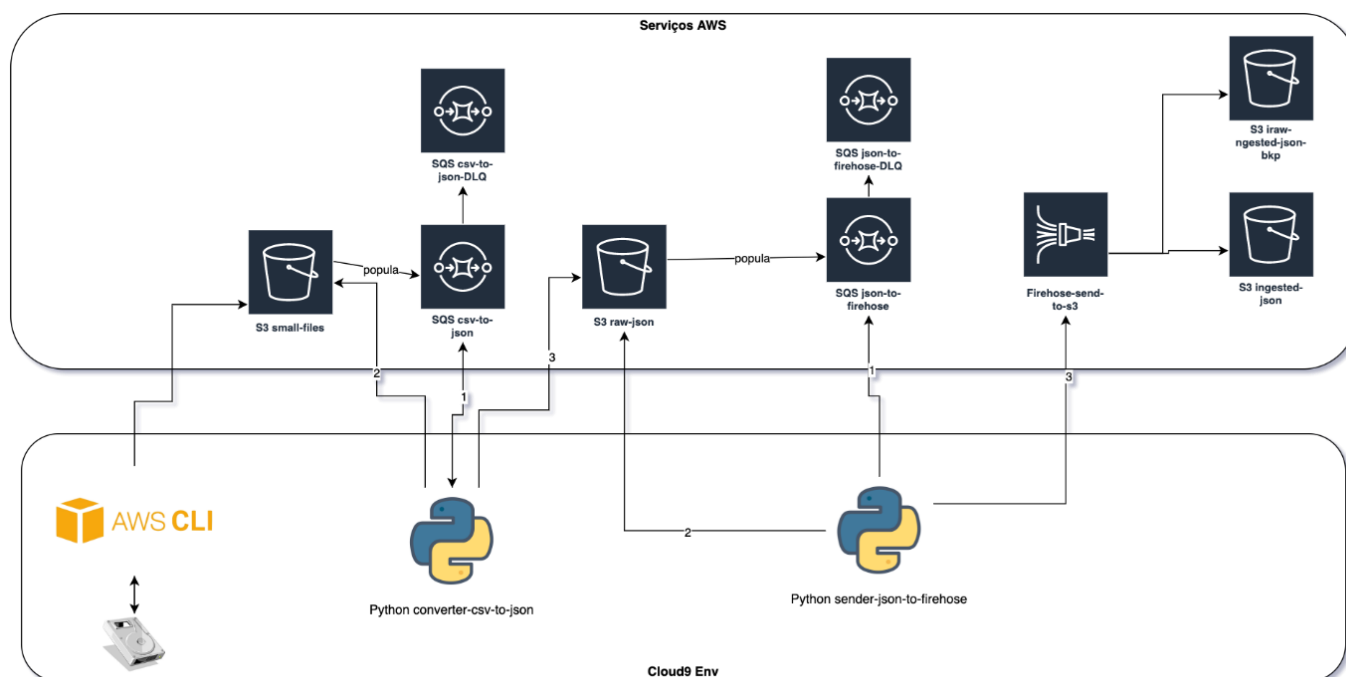 Serviços AWS
SQS csv-to-
json-DLQ
SQS json-to-
firehose-DLQ
S3 iraw-
ngested-json-
bkp
popula
popula
S3 small-files
SQS csv-to-
json
S3 raw-json
SQS json-to-
firehose
Firehose-send-
to-s3
S3 ingested-
json
2
1
3
1
3
2
AWS CLI
Python converter-csv-to-json
Python sender-json-to-firehose
Cloud9 Env